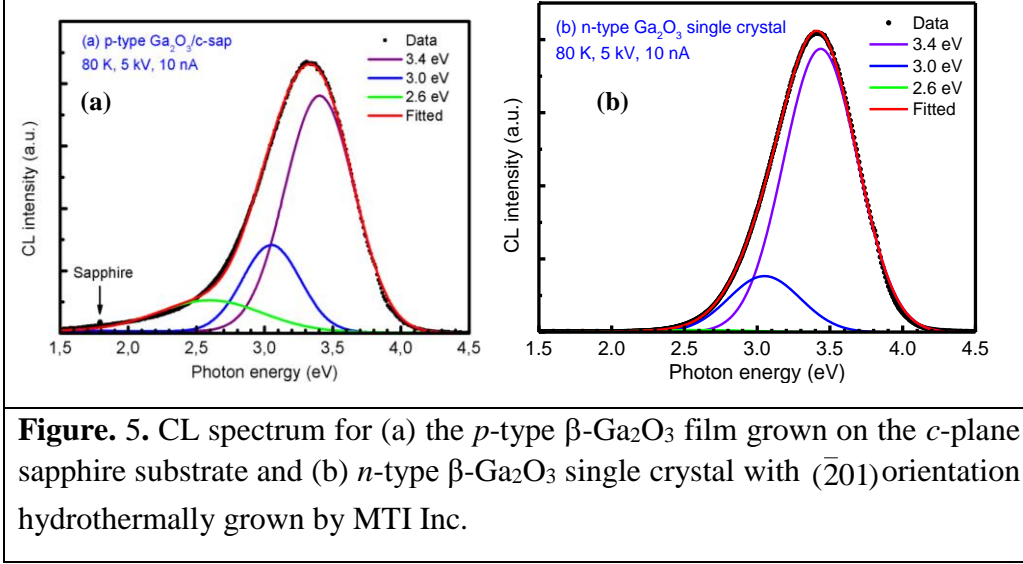 (a) p-type Ga₂O₃/c-sap
80 K, 5 kV, 10 nA
(a)
Data
3.4 eV
3.0 eV
2.6 eV
Fitted
Sapphire
CL intensity (a.u.)
1,5 2,0 2,5 3,0 3,5 4,0 4,5
Photon energy (eV)
(b) n-type Ga₂O₃ single crystal
80 K, 5 kV, 10 nA
(b)
Data
3.4 eV
3.0 eV
2.6 eV
Fitted
CL intensity (a.u.)
1.5 2.0 2.5 3.0 3.5 4.0 4.5
Photon energy (eV)
Figure. 5. CL spectrum for (a) the p-type β-Ga₂O₃ film grown on the c-plane
sapphire substrate and (b) n-type β-Ga₂O₃ single crystal with (2̄01) orientation
hydrothermally grown by MTI Inc.